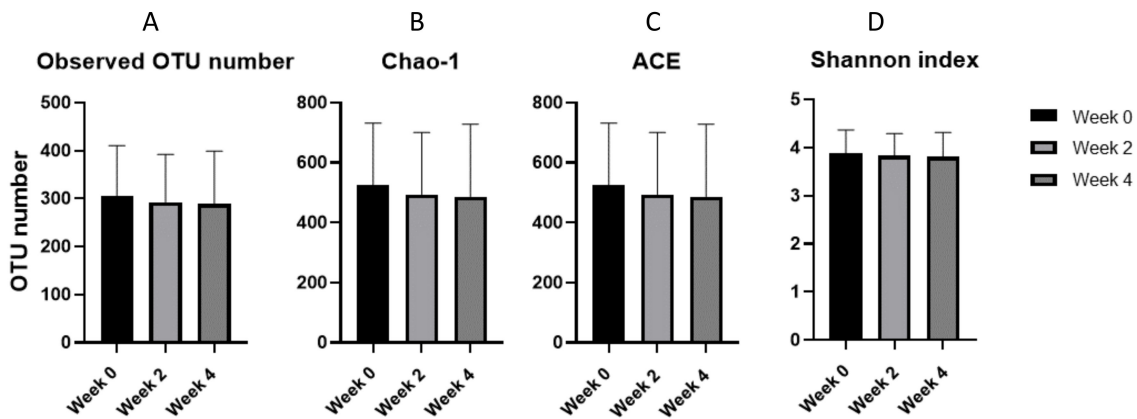 A
B
C
D
Observed OTU number
Chao-1
ACE
Shannon index
OTU number
500
400
300
200
100
0
Week 0
Week 2
Week 4
800
600
400
200
0
Week 0
Week 2
Week 4
800
600
400
200
0
Week 0
Week 2
Week 4
5
4
3
2
1
0
Week 0
Week 2
Week 4
Week 0
Week 2
Week 4